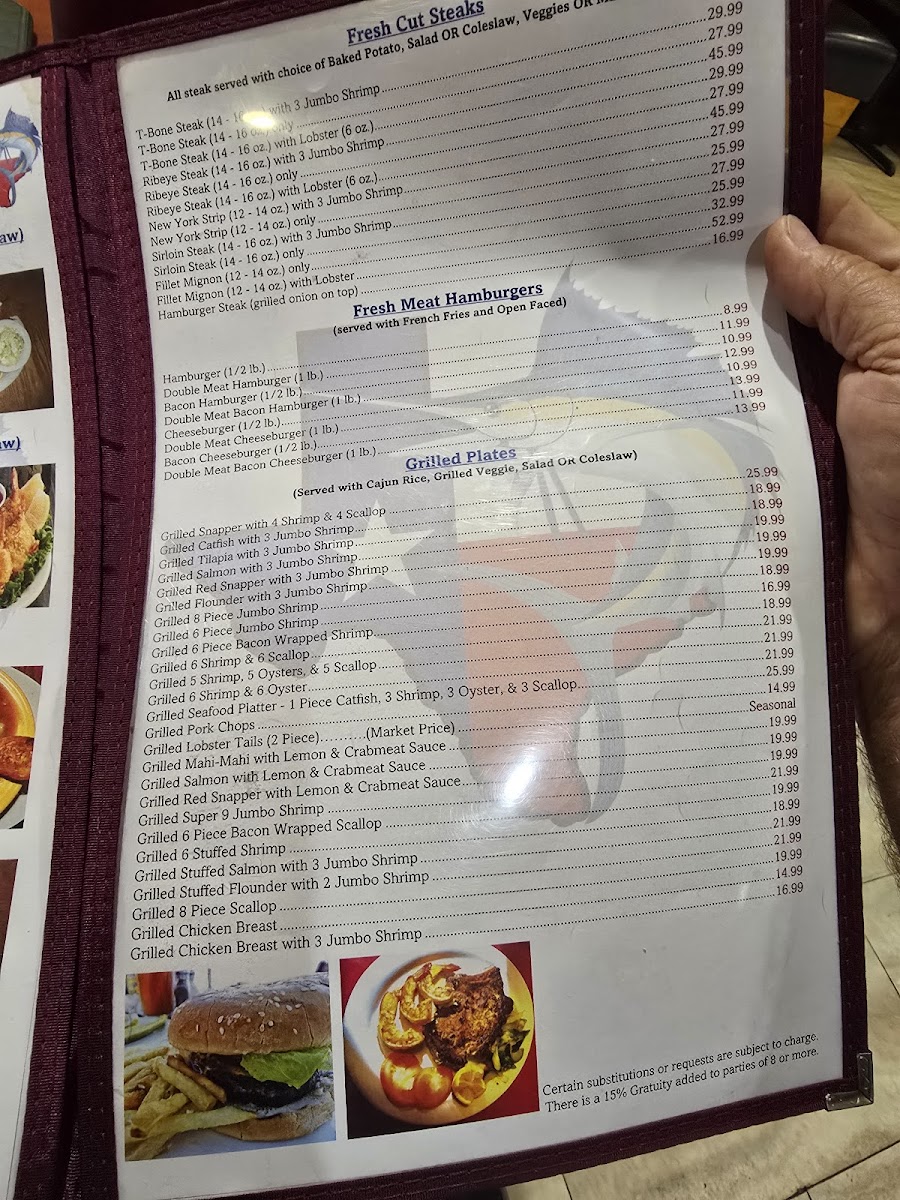 Fresh Cut Steaks
All steak served with choice of Baked Potato, Salad OR Coleslaw, Veggies OR
T-Bone Steak (14 - oz.) with 3 Jumbo Shrimp 29.99
T-Bone Steak (14 - 16 oz.) only 27.99
T-Bone Steak (14 - 16 oz.) with Lobster (6 oz.) 45.99
Ribeye Steak (14 - 16 oz.) with 3 Jumbo Shrimp 29.99
Ribeye Steak (14 - 16 oz.) only 27.99
Ribeye Steak (14 - 16 oz.) with Lobster (6 oz.) 45.99
New York Strip (12 - 14 oz.) with 3 Jumbo Shrimp 27.99
New York Strip (12 - 14 oz.) only 25.99
Sirloin Steak (14 - 16 oz.) with 3 Jumbo Shrimp 27.99
Sirloin Steak (14 - 16 oz.) only 25.99
Fillet Mignon (12 - 14 oz.) only 32.99
Fillet Mignon (12 - 14 oz.) with Lobster 52.99
Hamburger Steak (grilled onion on top) 16.99
Fresh Meat Hamburgers
(served with French Fries and Open Faced)
Hamburger (1/2 lb.) 8.99
Double Meat Hamburger (1 lb.) 11.99
Bacon Hamburger (1/2 lb.) 10.99
Double Meat Bacon Hamburger (1 lb.) 12.99
Cheeseburger (1/2 lb.) 10.99
Double Meat Cheeseburger (1 lb.) 13.99
Bacon Cheeseburger (1/2 lb.) 11.99
Double Meat Bacon Cheeseburger (1 lb.) 13.99
Grilled Plates
(Served with Cajun Rice, Grilled Veggie, Salad OR Coleslaw)
Grilled Snapper with 4 Shrimp & 4 Scallop 25.99
Grilled Catfish with 3 Jumbo Shrimp 18.99
Grilled Tilapia with 3 Jumbo Shrimp 18.99
Grilled Salmon with 3 Jumbo Shrimp 19.99
Grilled Red Snapper with 3 Jumbo Shrimp 19.99
Grilled Flounder with 3 Jumbo Shrimp 19.99
Grilled 8 Piece Jumbo Shrimp 18.99
Grilled 6 Piece Jumbo Shrimp 16.99
Grilled 6 Piece Bacon Wrapped Shrimp 18.99
Grilled 6 Shrimp & 6 Scallop 21.99
Grilled 5 Shrimp, 5 Oysters, & 5 Scallop 21.99
Grilled 6 Shrimp & 6 Oyster 21.99
Grilled Seafood Platter - 1 Piece Catfish, 3 Shrimp, 3 Oyster, & 3 Scallop 25.99
Grilled Pork Chops 14.99
Grilled Lobster Tails (2 Piece) (Market Price) Seasonal
Grilled Mahi-Mahi with Lemon & Crabmeat Sauce 19.99
Grilled Salmon with Lemon & Crabmeat Sauce 19.99
Grilled Red Snapper with Lemon & Crabmeat Sauce 19.99
Grilled Super 9 Jumbo Shrimp 21.99
Grilled 6 Piece Bacon Wrapped Scallop 19.99
Grilled 6 Stuffed Shrimp 18.99
Grilled Stuffed Salmon with 3 Jumbo Shrimp 21.99
Grilled Stuffed Flounder with 2 Jumbo Shrimp 21.99
Grilled 8 Piece Scallop 19.99
Grilled Chicken Breast 14.99
Grilled Chicken Breast with 3 Jumbo Shrimp 16.99
Certain substitutions or requests are subject to charge.
There is a 15% Gratuity added to parties of 8 or more.